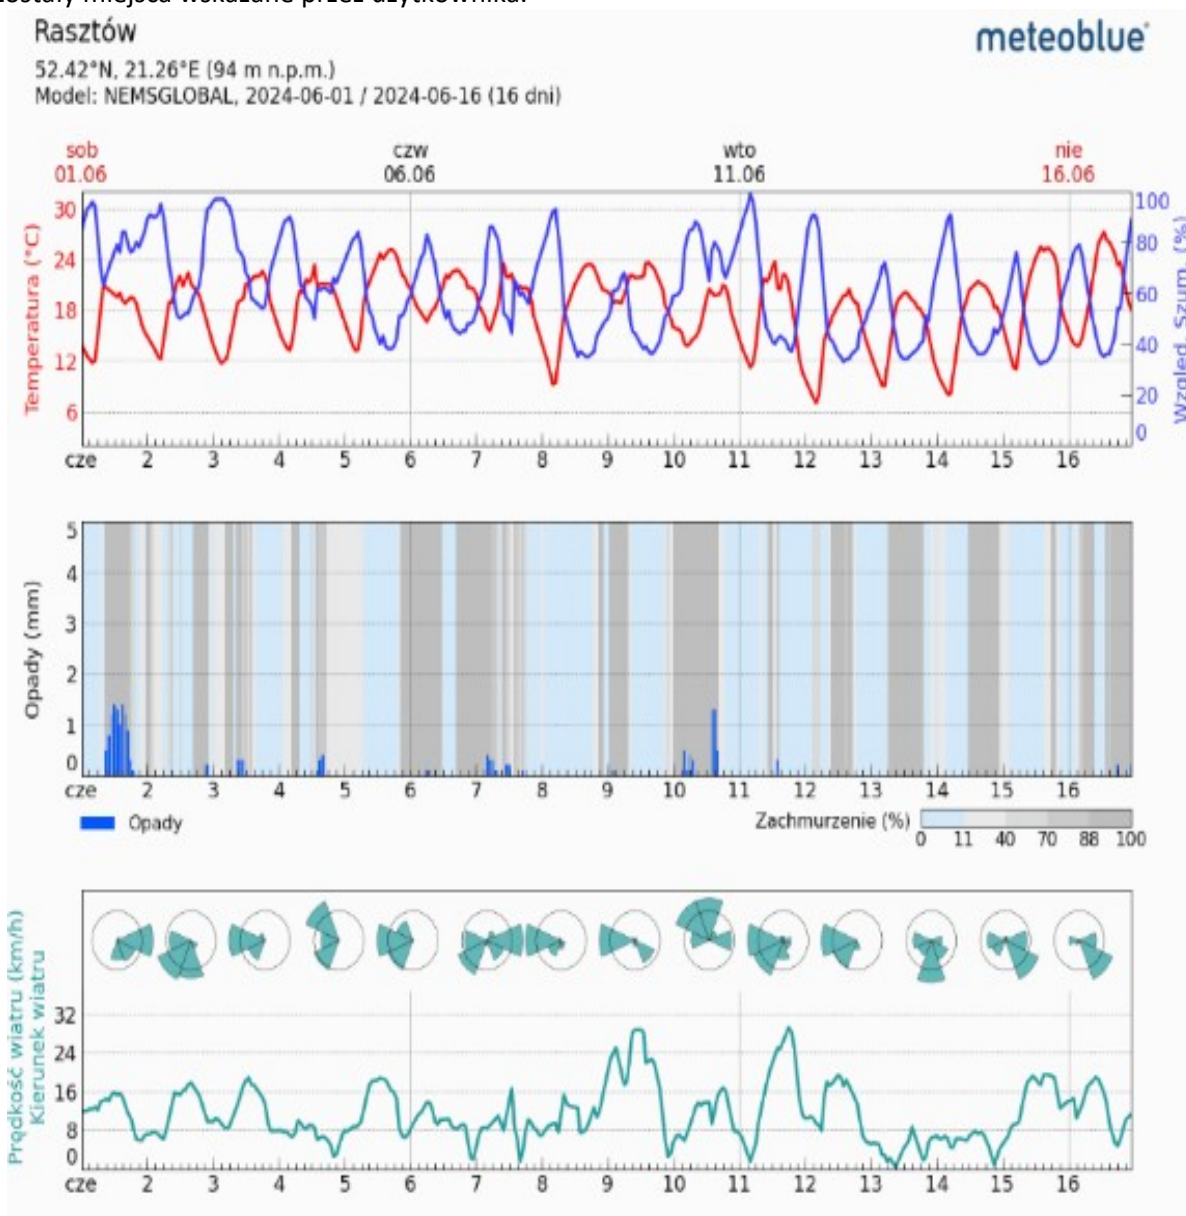 zostały miejsca wskazane przez użytkownika.
Rasztów
meteoblue
52.42°N, 21.26°E (94 m n.p.m.)
Model: NEMSGLOBAL, 2024-06-01 / 2024-06-16 (16 dni)
sob czw wto nie
01.06 06.06 11.06 16.06
Temperatura (°C)
30
24
18
12
6
100
80
60
40
20
0
Wzgled. Szum. (%)
cze 2 3 4 5 6 7 8 9 10 11 12 13 14 15 16
Opady (mm)
5
4
3
2
1
0
cze 2 3 4 5 6 7 8 9 10 11 12 13 14 15 16
Opady
Zachmurzenie (%)
0 11 40 70 88 100
Prędkość wiatru (km/h)
Kierunek wiatru
32
24
16
8
0
cze 2 3 4 5 6 7 8 9 10 11 12 13 14 15 16